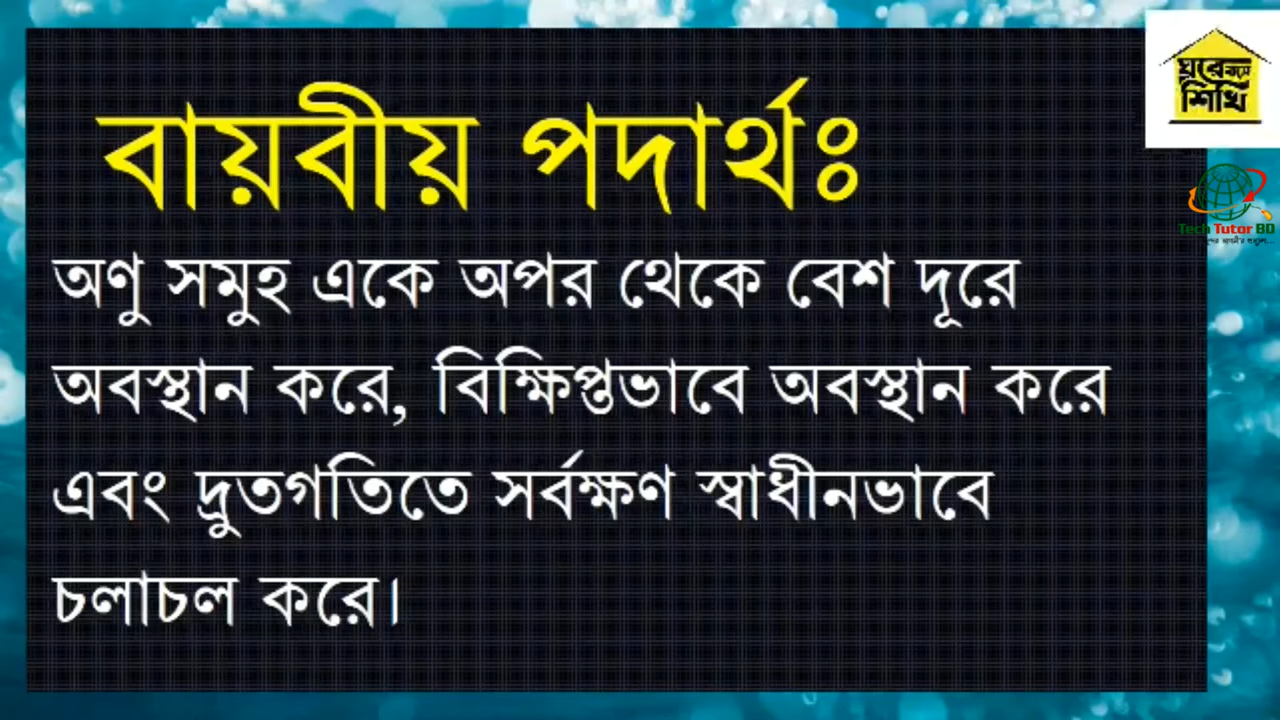 বায়বীয় পদার্থঃ
অণু সমুহ একে অপর থেকে বেশ দূরে
অবস্থান করে, বিক্ষিপ্তভাবে অবস্থান করে
এবং দ্রুতগতিতে সর্বক্ষণ স্বাধীনভাবে
চলাচল করে।
ঘরে বসে
শিখি
Tech Tutor BD